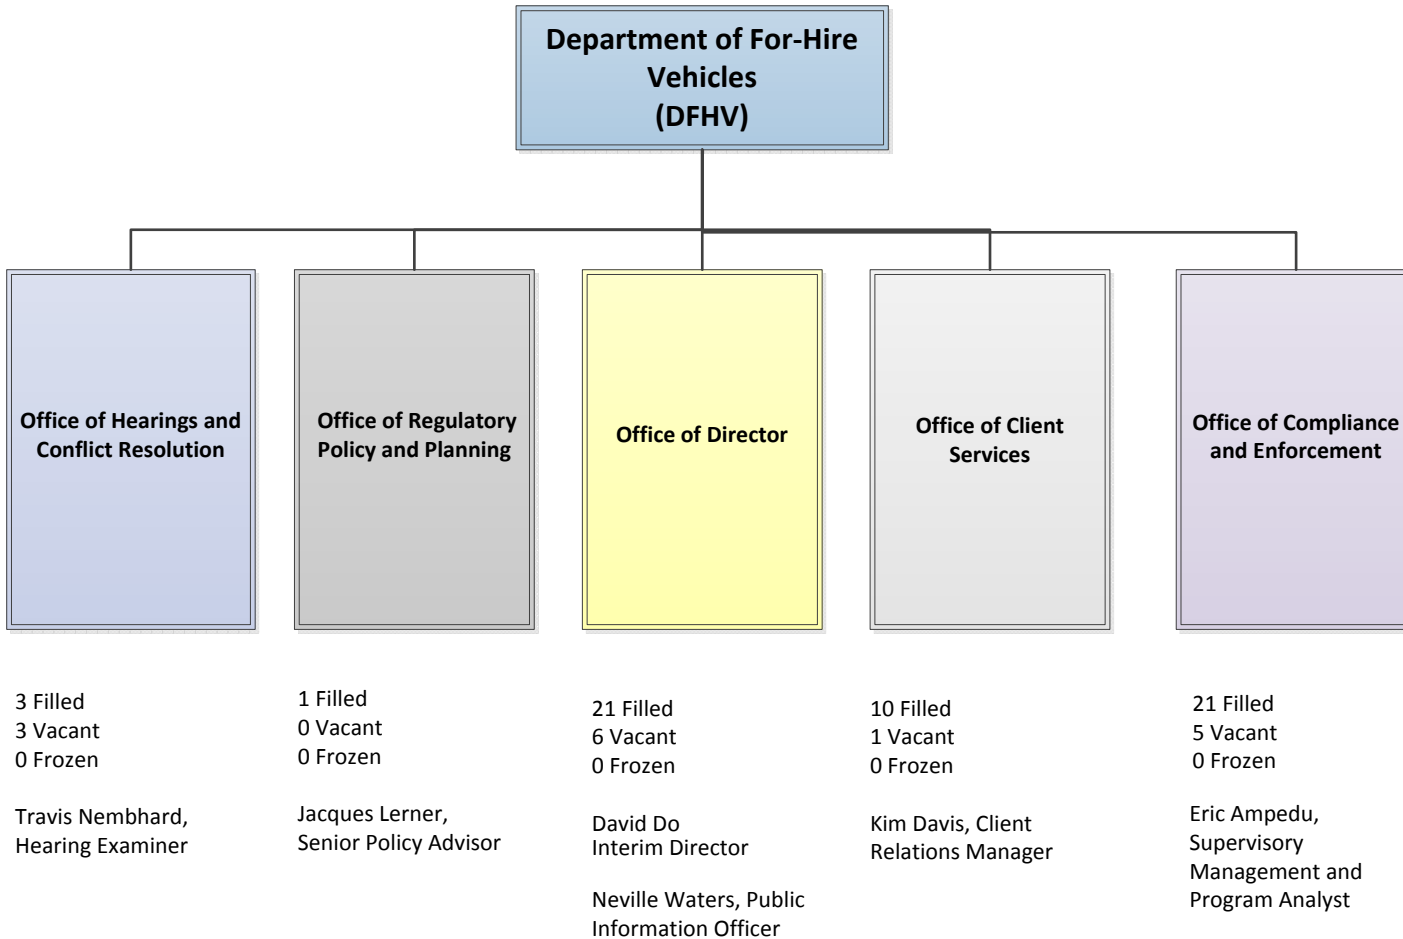 Department of For-Hire
Vehicles
(DFHV)
Office of Hearings and
Conflict Resolution
Office of Regulatory
Policy and Planning
Office of Director
Office of Client
Services
Office of Compliance
and Enforcement
3 Filled
3 Vacant
0 Frozen
Travis Nembhard,
Hearing Examiner
1 Filled
0 Vacant
0 Frozen
Jacques Lerner,
Senior Policy Advisor
21 Filled
6 Vacant
0 Frozen
David Do
Interim Director
Neville Waters, Public
Information Officer
10 Filled
1 Vacant
0 Frozen
Kim Davis, Client
Relations Manager
21 Filled
5 Vacant
0 Frozen
Eric Ampedu,
Supervisory
Management and
Program Analyst